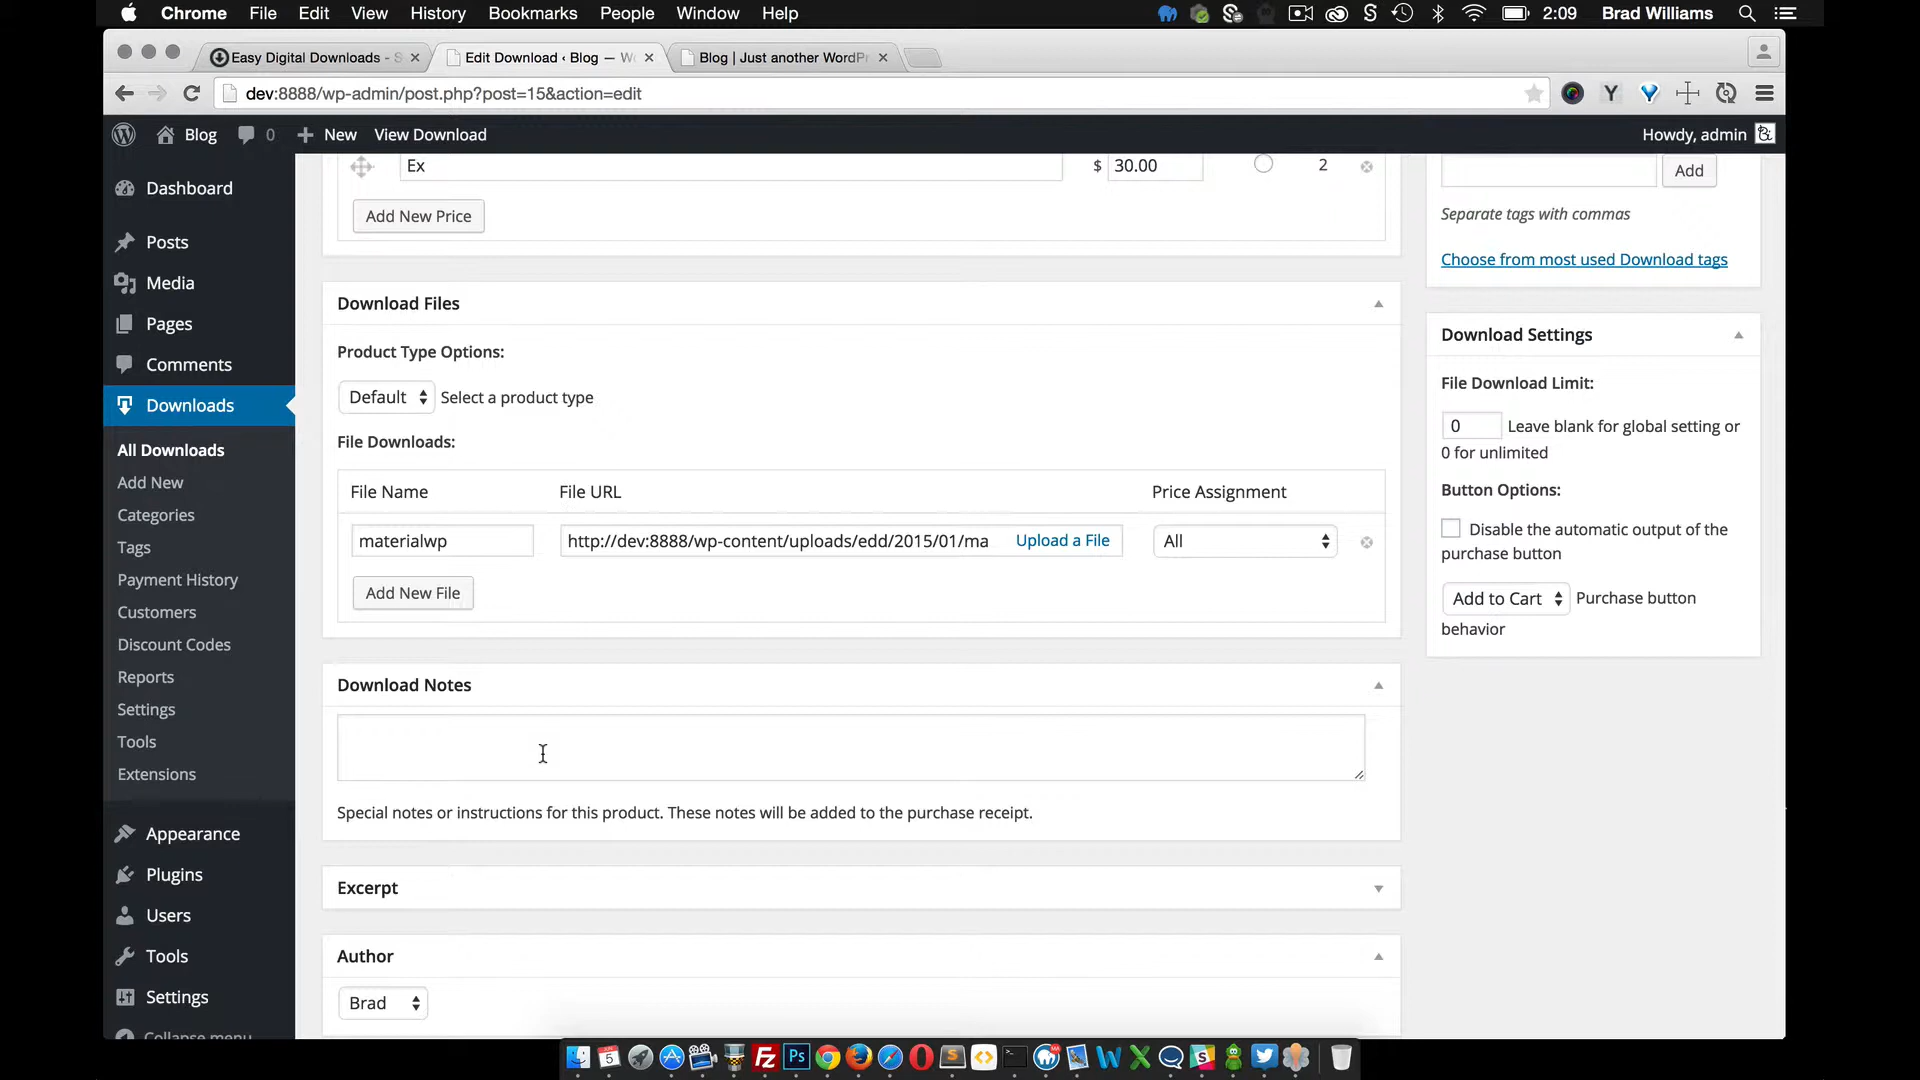 Chrome File Edit View History Bookmarks People Window Help 2:09 Brad Williams
Easy Digital Downloads - Edit Download ‹ Blog — W Blog | Just another WordP
dev:8888/wp-admin/post.php?post=15&action=edit
Blog 0 New View Download Howdy, admin
Dashboard
Posts
Media
Pages
Comments
Downloads
All Downloads
Add New
Categories
Tags
Payment History
Customers
Discount Codes
Reports
Settings
Tools
Extensions
Appearance
Plugins
Users
Tools
Settings
Collapse menu
Ex $ 30.00 2
Add New Price
Download Files
Product Type Options:
Default Select a product type
File Downloads:
File Name File URL Price Assignment
materialwp http://dev:8888/wp-content/uploads/edd/2015/01/ma Upload a File All
Add New File
Download Notes
Special notes or instructions for this product. These notes will be added to the purchase receipt.
Excerpt
Author
Brad
Add
Separate tags with commas
Choose from most used Download tags
Download Settings
File Download Limit:
0 Leave blank for global setting or
0 for unlimited
Button Options:
Disable the automatic output of the
purchase button
Add to Cart Purchase button
behavior